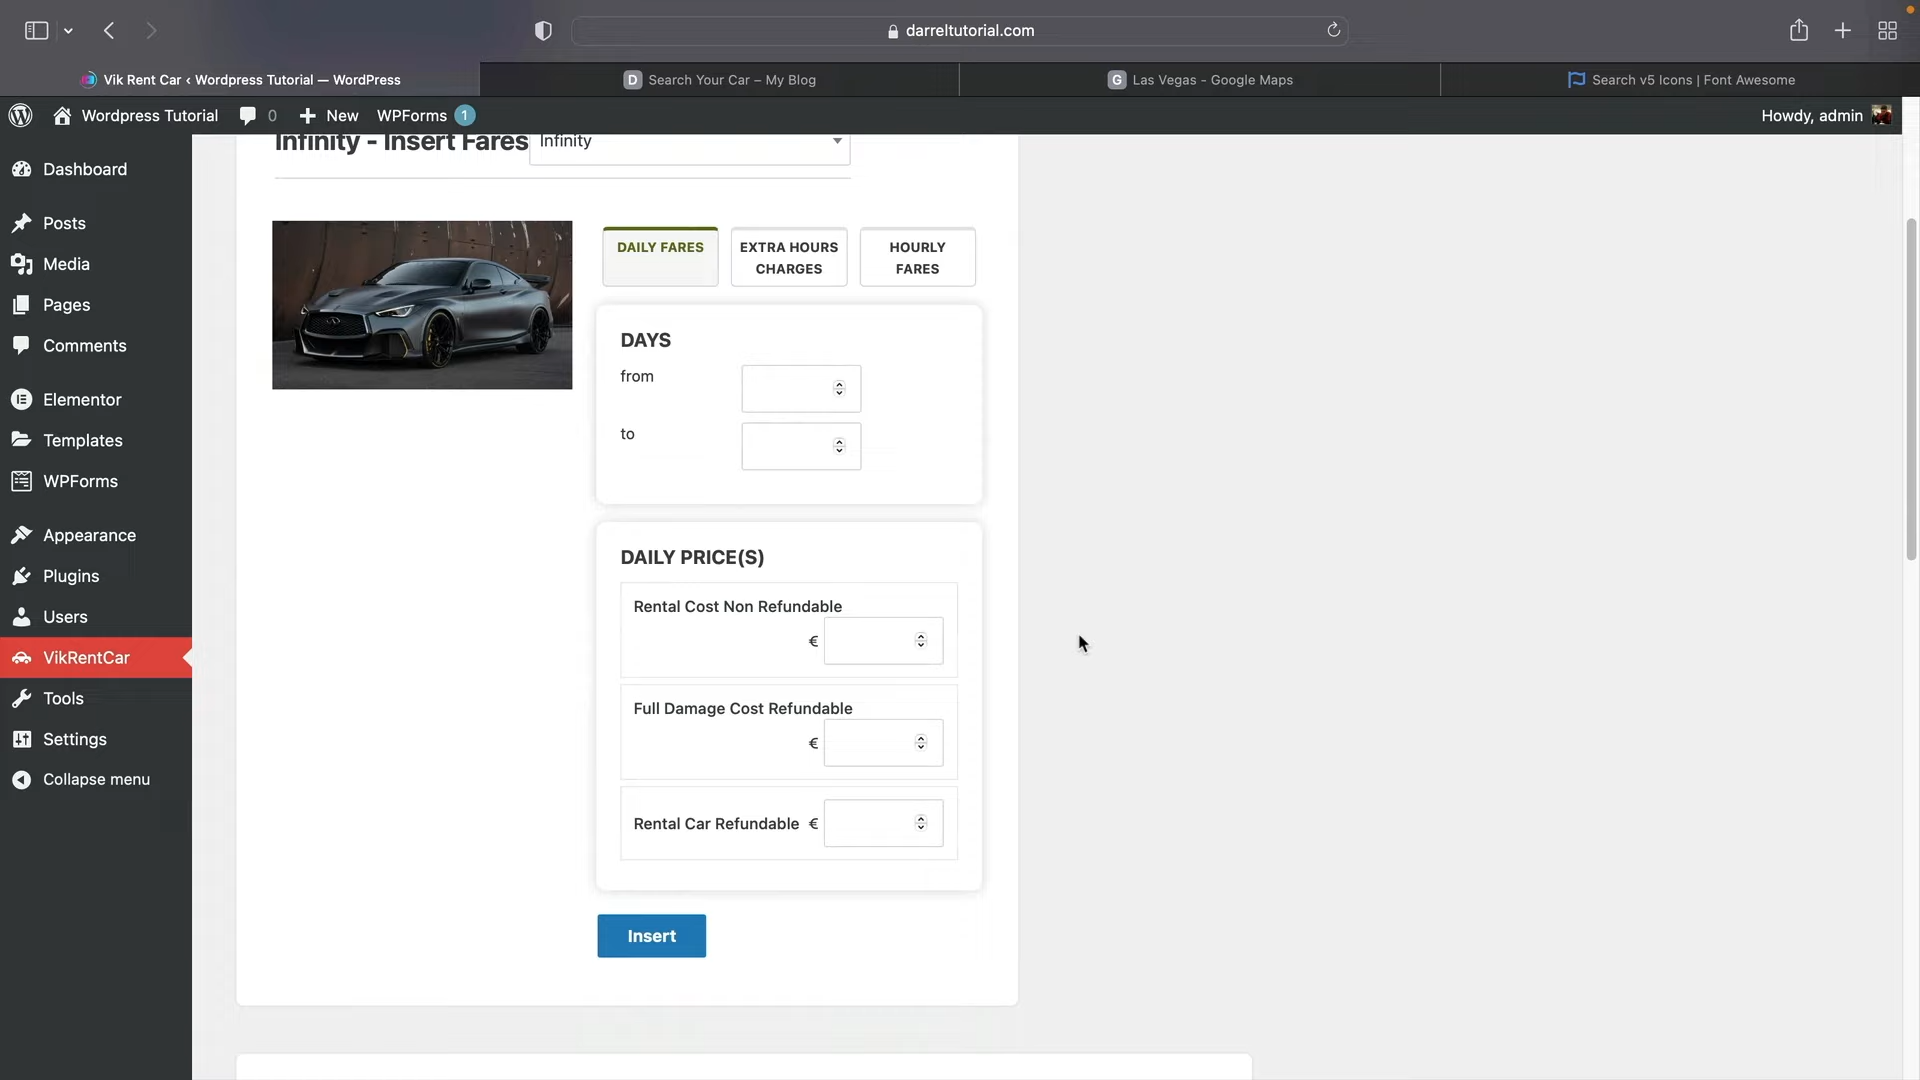 darreltutorial.com
Vik Rent Car ‹ Wordpress Tutorial — WordPress
D Search Your Car – My Blog
G Las Vegas - Google Maps
Search v5 Icons | Font Awesome
Wordpress Tutorial
0
New
WPForms 1
Howdy, admin
Dashboard
Posts
Media
Pages
Comments
Elementor
Templates
WPForms
Appearance
Plugins
Users
VikRentCar
Tools
Settings
Collapse menu
Infinity - Insert Fares
Infinity
DAILY FARES
EXTRA HOURS
CHARGES
HOURLY
FARES
DAYS
from
to
DAILY PRICE(S)
Rental Cost Non Refundable
€
Full Damage Cost Refundable
€
Rental Car Refundable €
Insert